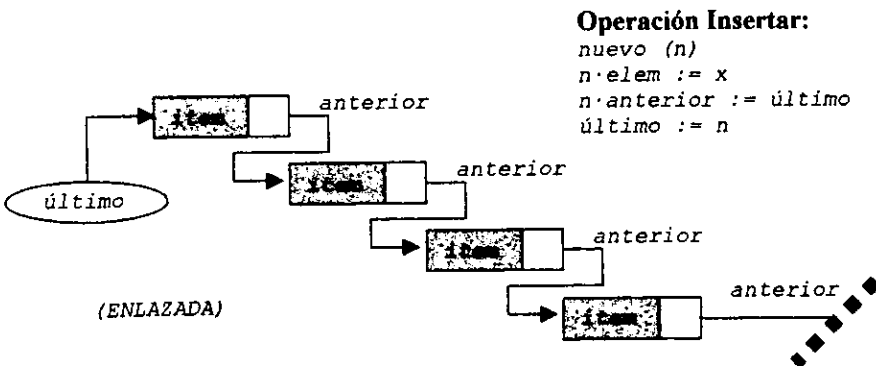 Operación Insertar:
nuevo (n)
n·elem := x
n·anterior := último
último := n
item
anterior
item
anterior
último
item
anterior
item
anterior
(ENLAZADA)